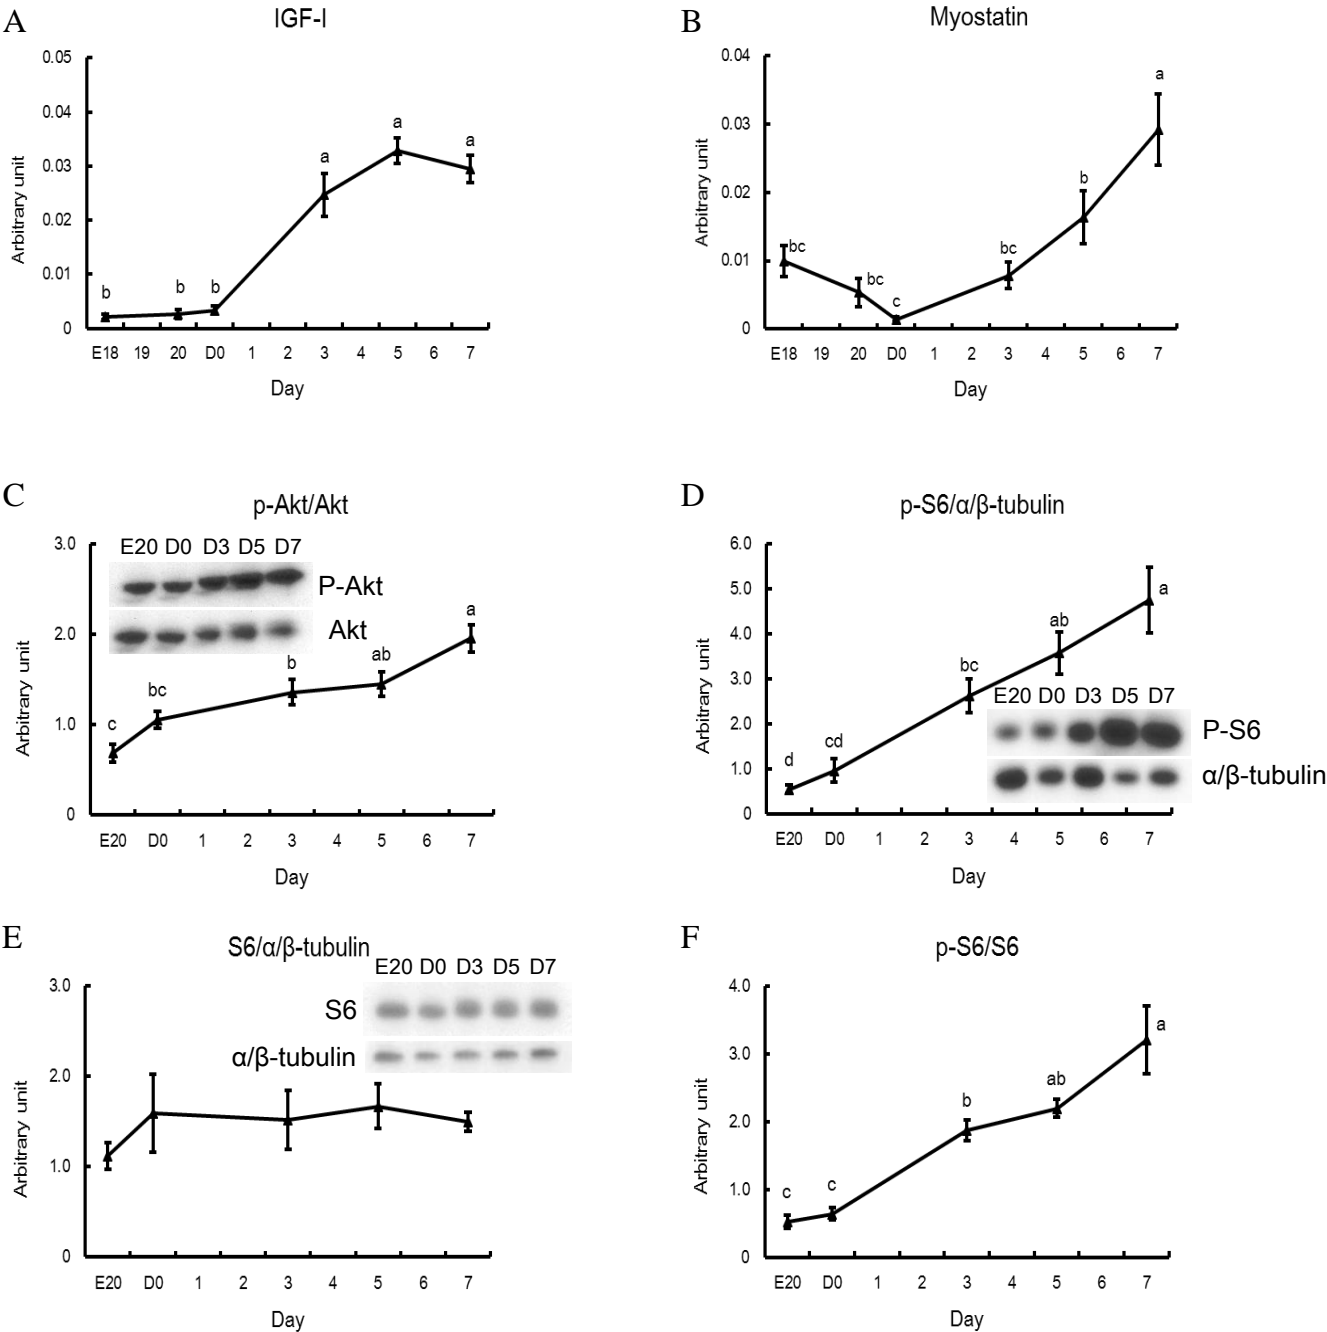 A
IGF-I
0.05
0.04
0.03
0.02
0.01
0
Arbitrary unit
b
b
b
a
a
a
E18 19 20 D0 1 2 3 4 5 6 7
Day
B
Myostatin
0.04
0.03
0.02
0.01
0
Arbitrary unit
bc
bc
c
bc
b
a
E18 19 20 D0 1 2 3 4 5 6 7
Day
C
p-Akt/Akt
3.0
2.0
1.0
0
Arbitrary unit
E20 D0 D3 D5 D7
P-Akt
Akt
c
bc
b
ab
a
E20 D0 1 2 3 4 5 6 7
Day
D
p-S6/α/β-tubulin
6.0
5.0
4.0
3.0
2.0
1.0
0
Arbitrary unit
d
cd
bc
ab
a
E20 D0 D3 D5 D7
P-S6
α/β-tubulin
E20 D0 1 2 3 4 5 6 7
Day
E
S6/α/β-tubulin
3.0
2.0
1.0
0
Arbitrary unit
E20 D0 D3 D5 D7
S6
α/β-tubulin
E20 D0 1 2 3 4 5 6 7
Day
F
p-S6/S6
4.0
3.0
2.0
1.0
0
Arbitrary unit
c
c
b
ab
a
E20 D0 1 2 3 4 5 6 7
Day